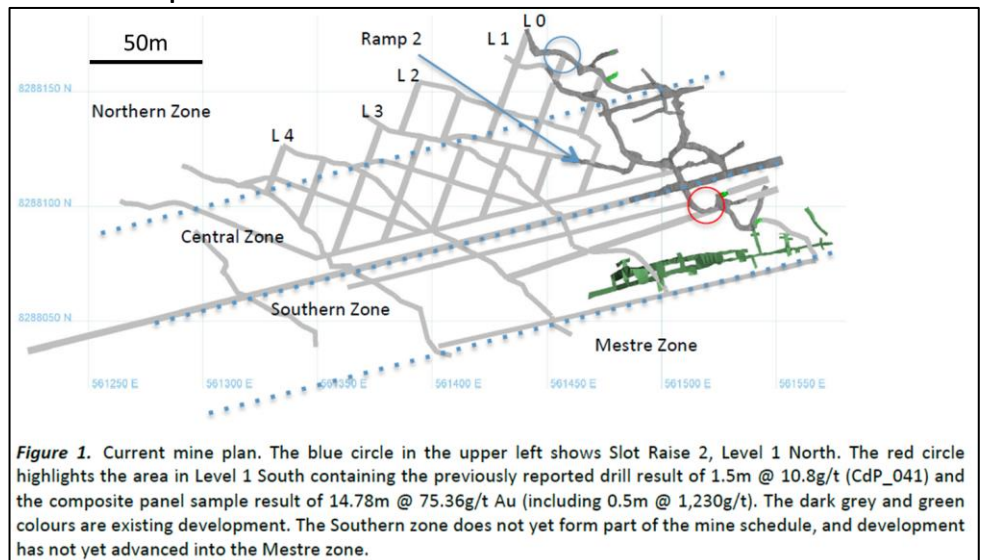 L 0
50m
Ramp 2
L 1
L 2
8288150 N
Northern Zone
L 3
L 4
8288100 N
Central Zone
Southern Zone
8288050 N
Mestre Zone
561250 E
561300 E
561350 E
561400 E
561450 E
561500 E
561550 E
Figure 1. Current mine plan. The blue circle in the upper left shows Slot Raise 2, Level 1 North. The red circle
highlights the area in Level 1 South containing the previously reported drill result of 1.5m @ 10.8g/t (CdP_041) and
the composite panel sample result of 14.78m @ 75.36g/t Au (including 0.5m @ 1,230g/t). The dark grey and green
colours are existing development. The Southern zone does not yet form part of the mine schedule, and development
has not yet advanced into the Mestre zone.